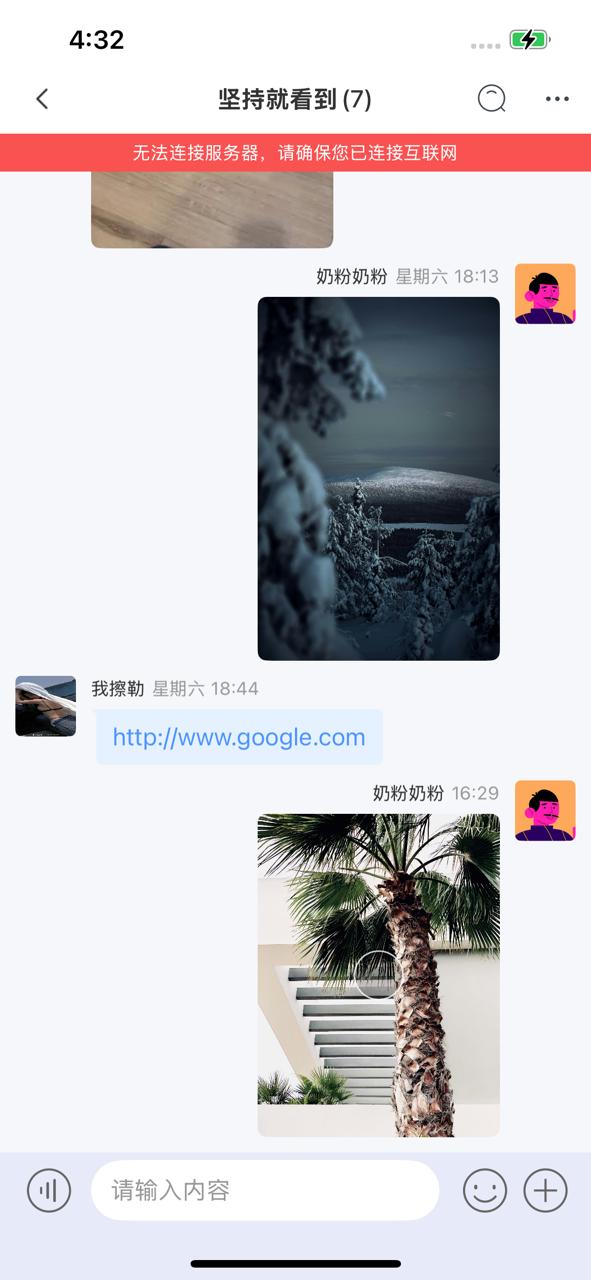 4:32
坚持就看到(7)
无法连接服务器，请确保您已连接互联网
奶粉奶粉 星期六 18:13
我擦勒 星期六 18:44
http://www.google.com
奶粉奶粉 16:29
请输入内容